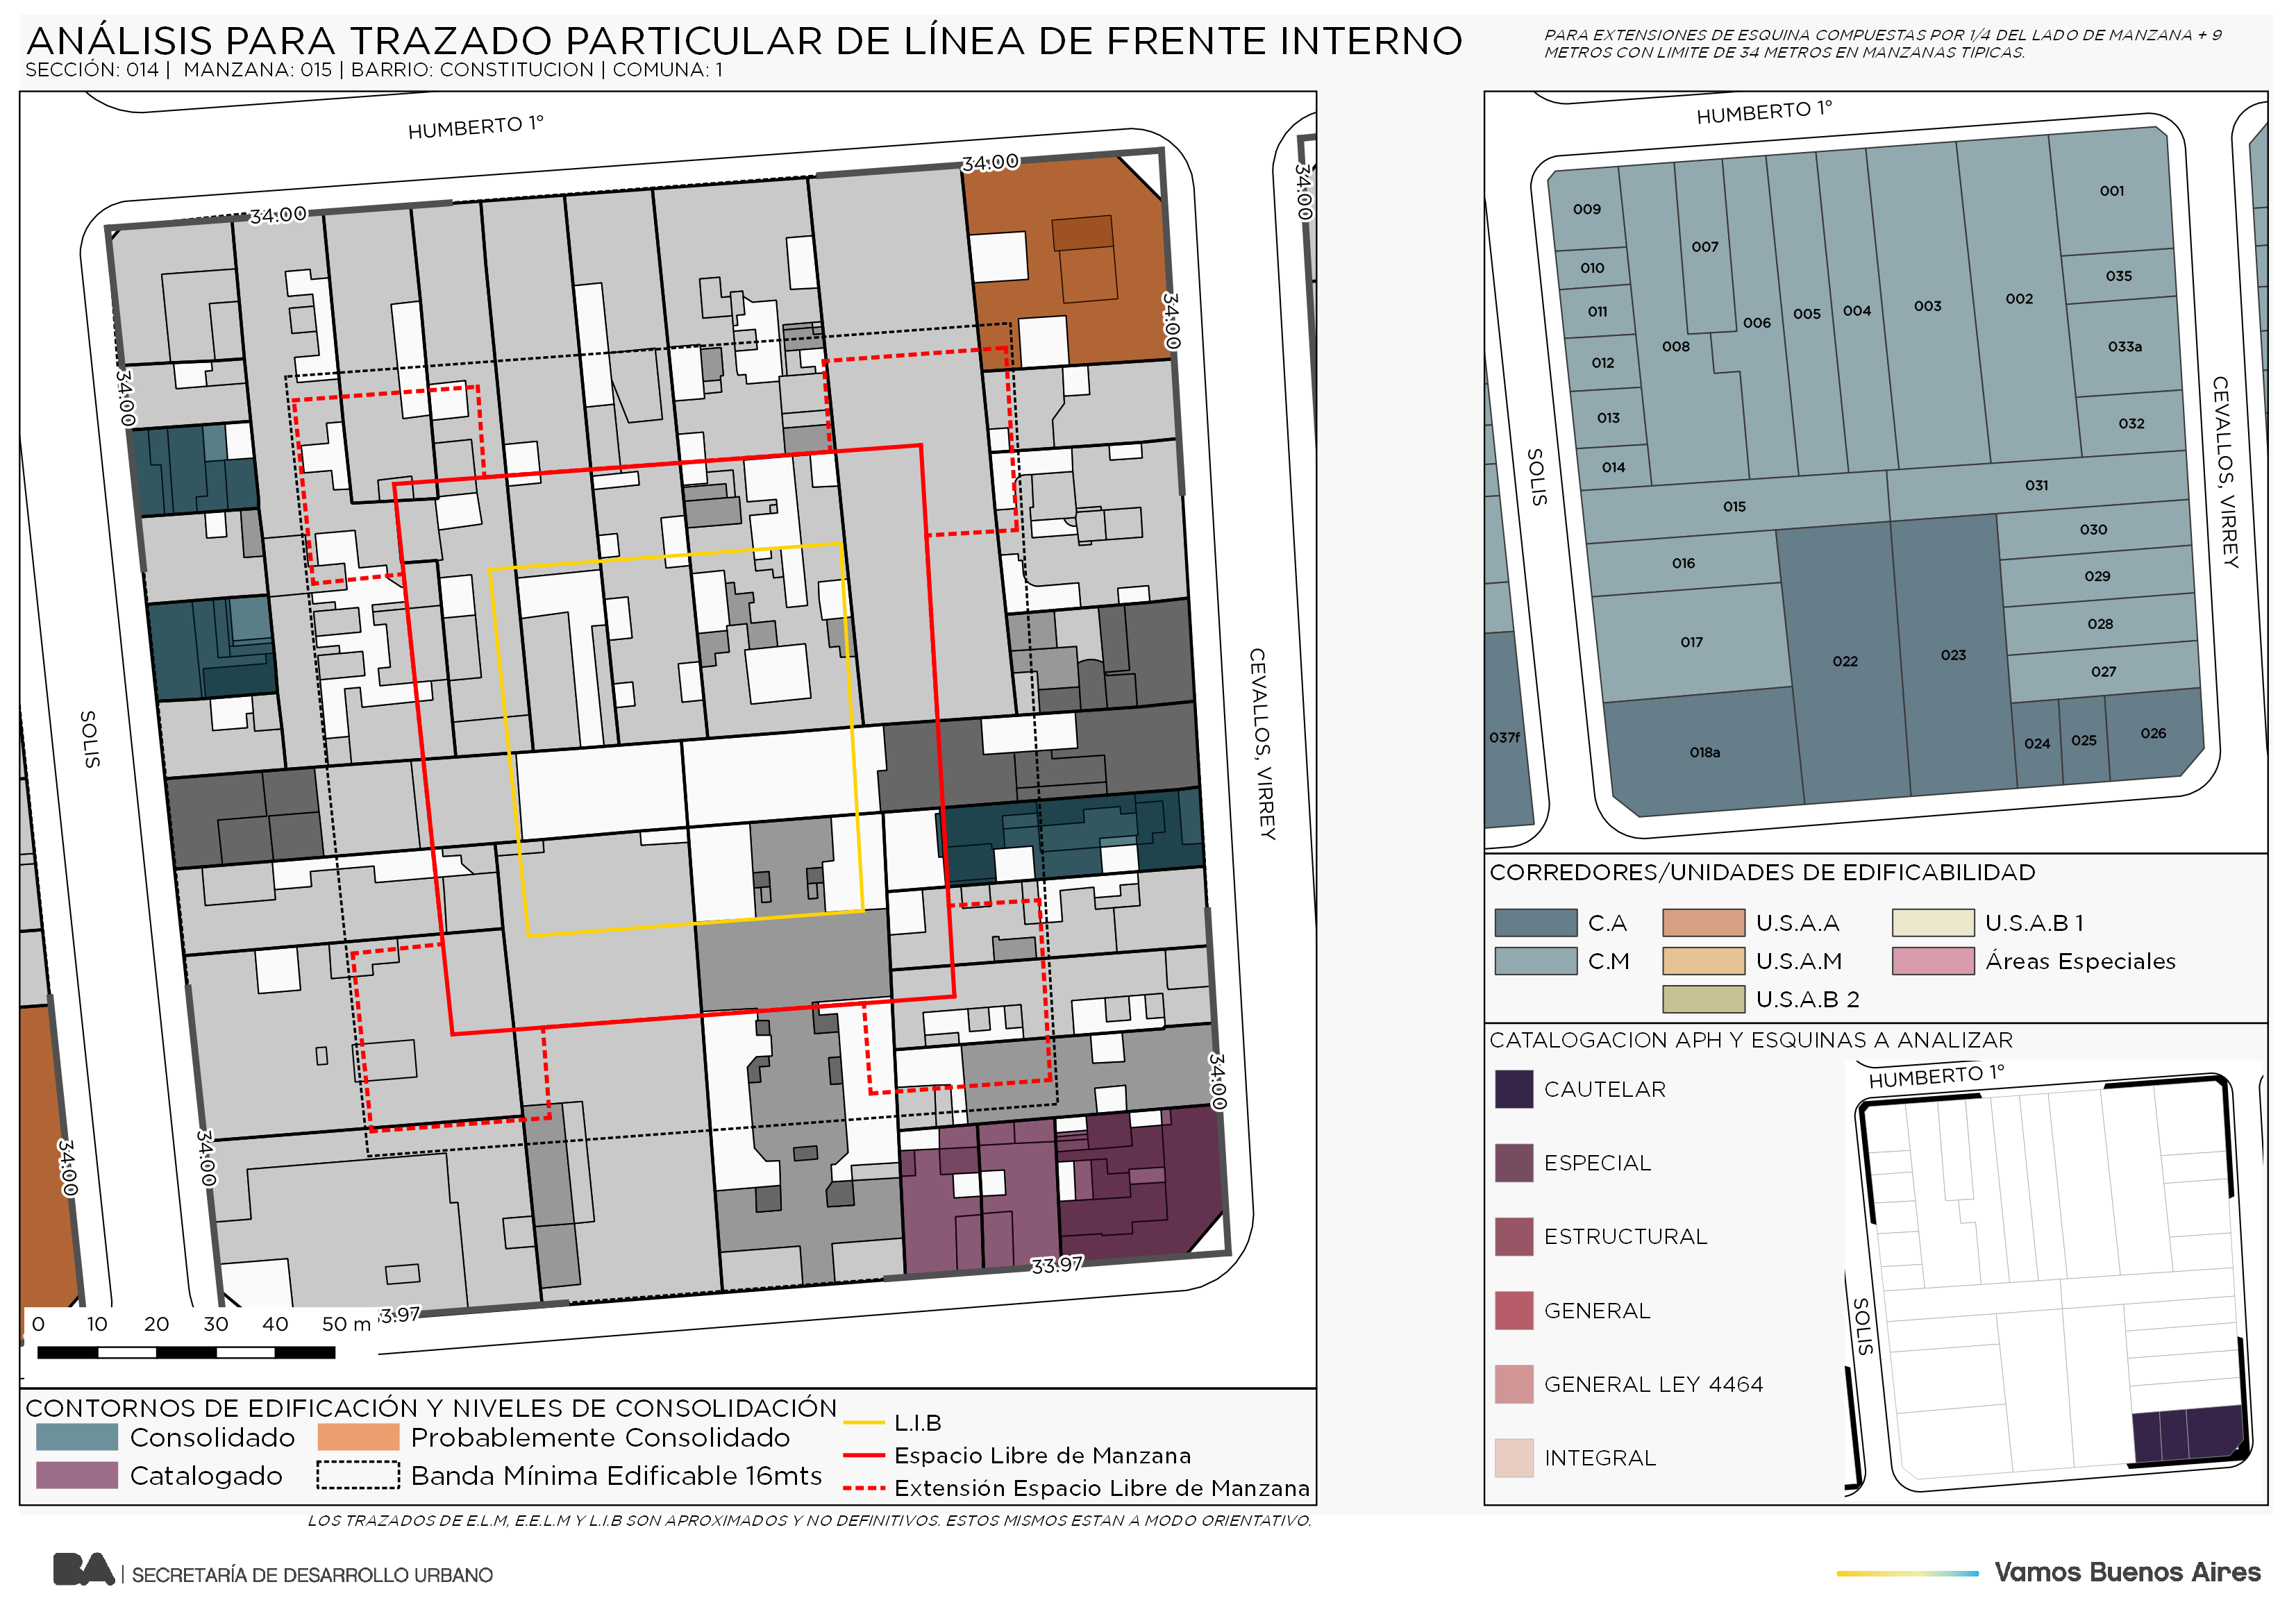 ANÁLISIS PARA TRAZADO PARTICULAR DE LÍNEA DE FRENTE INTERNO
SECCIÓN: 014 | MANZANA: 015 | BARRIO: CONSTITUCION | COMUNA: 1
PARA EXTENSIONES DE ESQUINA COMPUESTAS POR 1/4 DEL LADO DE MANZANA + 9
METROS CON LIMITE DE 34 METROS EN MANZANAS TIPICAS.
HUMBERTO 1°
34.00
34.00
34.00
34.00
34.00
SOLIS
CEVALLOS, VIRREY
34.00
34.00
34.00
33.97
3.97
0 10 20 30 40 50 m
CONTORNOS DE EDIFICACIÓN Y NIVELES DE CONSOLIDACIÓN
Consolidado
Probablemente Consolidado
Catalogado
Banda Mínima Edificable 16mts
L.I.B
Espacio Libre de Manzana
Extensión Espacio Libre de Manzana
HUMBERTO 1°
SOLIS
CEVALLOS, VIRREY
001
009
007
010
035
011
006
005
004
003
002
012
008
033a
013
032
014
015
031
016
030
029
017
028
022
023
027
037f
018a
024
025
026
CORREDORES/UNIDADES DE EDIFICABILIDAD
C.A
U.S.A.A
U.S.A.B 1
C.M
U.S.A.M
Áreas Especiales
U.S.A.B 2
CATALOGACION APH Y ESQUINAS A ANALIZAR
CAUTELAR
ESPECIAL
ESTRUCTURAL
GENERAL
GENERAL LEY 4464
INTEGRAL
HUMBERTO 1°
SOLIS
LOS TRAZADOS DE E.L.M, E.E.L.M Y L.I.B SON APROXIMADOS Y NO DEFINITIVOS. ESTOS MISMOS ESTAN A MODO ORIENTATIVO.
BA | SECRETARÍA DE DESARROLLO URBANO
Vamos Buenos Aires